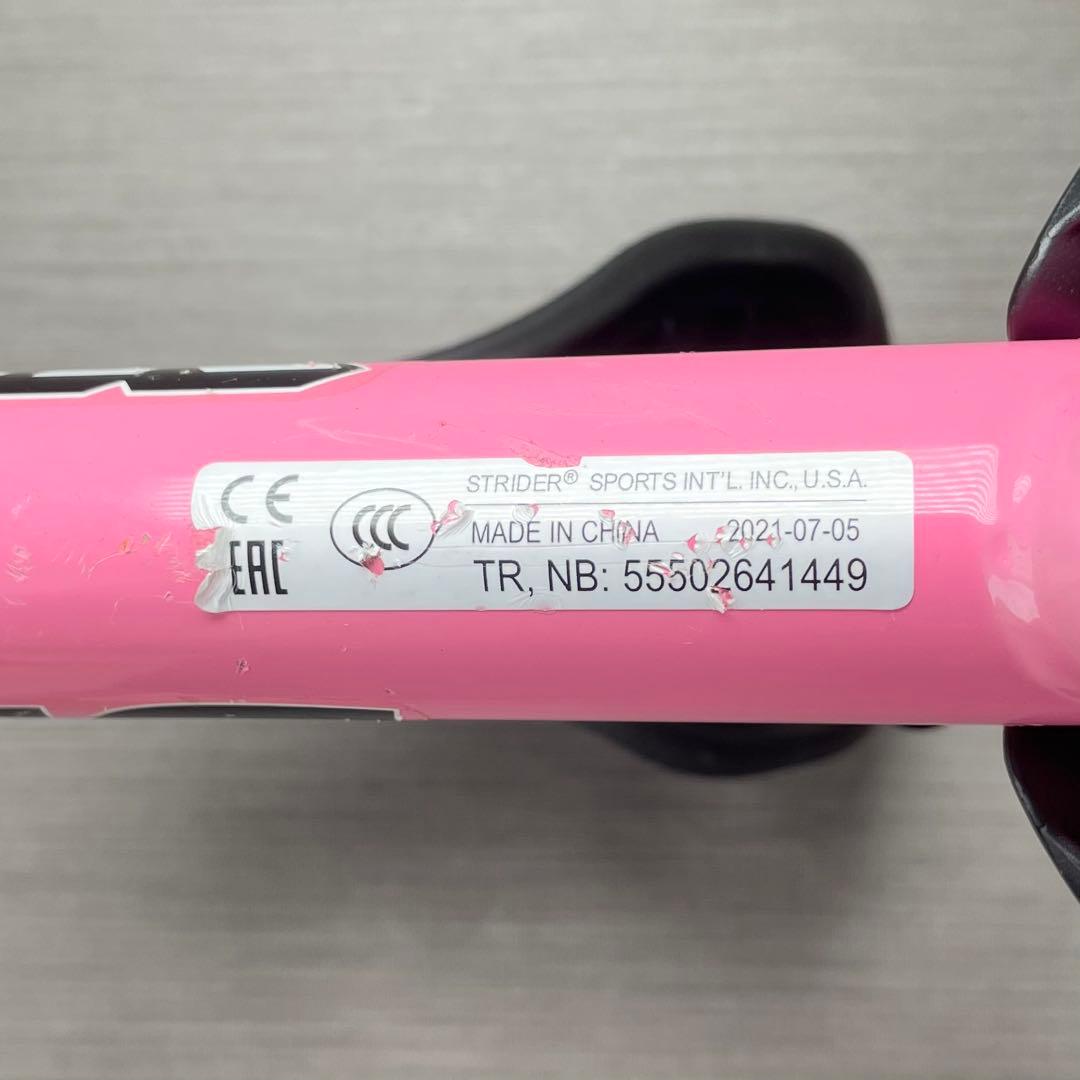 CE
EAC
CCC
STRIDER® SPORTS INT'L. INC., U.S.A.
MADE IN CHINA 2021-07-05
TR, NB: 55502641449